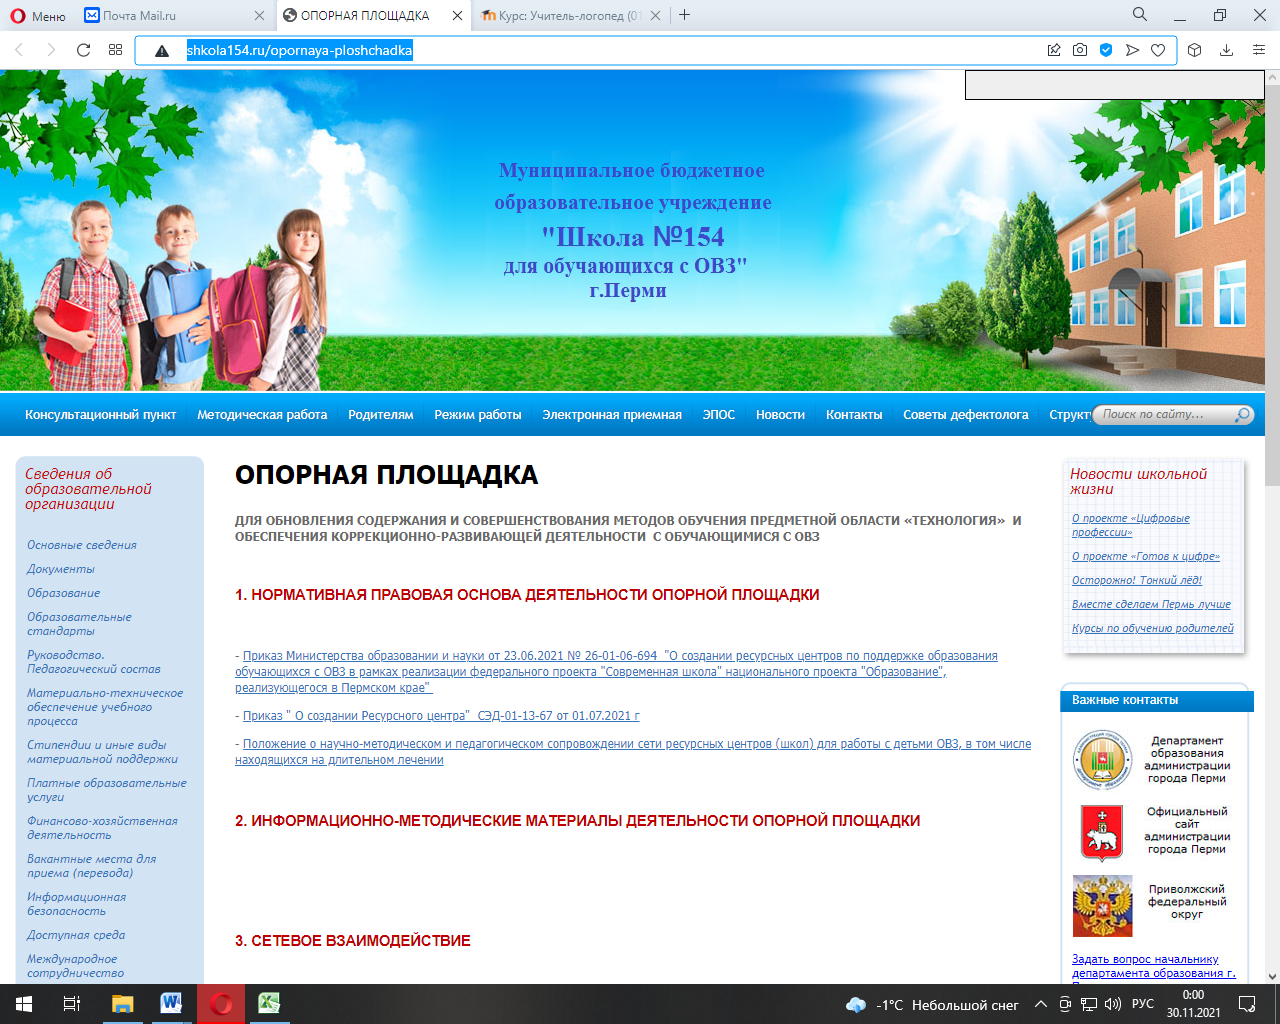 Меню
Почта Mail.ru
ОПОРНАЯ ПЛОЩАДКА
Курс: Учитель-логопед (01
shkola154.ru/opornaya-ploshchadka
Муниципальное бюджетное
образовательное учреждение
"Школа №154
для обучающихся с ОВЗ"
г.Перми
Консультационный пункт Методическая работа Родителям Режим работы Электронная приемная ЭПОС Новости Контакты Советы дефектолога Структу
Поиск по сайту...
Сведения об
образовательной
организации
Основные сведения
Документы
Образование
Образовательные
стандарты
Руководство.
Педагогический состав
Материально-техническое
обеспечение учебного
процесса
Стипендии и иные виды
материальной поддержки
Платные образовательные
услуги
Финансово-хозяйственная
деятельность
Вакантные места для
приема (перевода)
Информационная
безопасность
Доступная среда
Международное
сотрудничество
ОПОРНАЯ ПЛОЩАДКА
ДЛЯ ОБНОВЛЕНИЯ СОДЕРЖАНИЯ И СОВЕРШЕНСТВОВАНИЯ МЕТОДОВ ОБУЧЕНИЯ ПРЕДМЕТНОЙ ОБЛАСТИ «ТЕХНОЛОГИЯ» И
ОБЕСПЕЧЕНИЯ КОРРЕКЦИОННО-РАЗВИВАЮЩЕЙ ДЕЯТЕЛЬНОСТИ С ОБУЧАЮЩИМИСЯ С ОВЗ
1. НОРМАТИВНАЯ ПРАВОВАЯ ОСНОВА ДЕЯТЕЛЬНОСТИ ОПОРНОЙ ПЛОЩАДКИ
- Приказ Министерства образовании и науки от 23.06.2021 № 26-01-06-694 "О создании ресурсных центров по поддержке образования
обучающихся с ОВЗ в рамках реализации федерального проекта "Современная школа" национального проекта "Образование",
реализующегося в Пермском крае"
- Приказ " О создании Ресурсного центра" СЭД-01-13-67 от 01.07.2021 г
- Положение о научно-методическом и педагогическом сопровождении сети ресурсных центров (школ) для работы с детьми ОВЗ, в том числе
находящихся на длительном лечении
2. ИНФОРМАЦИОННО-МЕТОДИЧЕСКИЕ МАТЕРИАЛЫ ДЕЯТЕЛЬНОСТИ ОПОРНОЙ ПЛОЩАДКИ
3. СЕТЕВОЕ ВЗАИМОДЕЙСТВИЕ
Новости школьной
жизни
О проекте «Цифровые
профессии»
О проекте «Готов к цифре»
Осторожно! Тонкий лёд!
Вместе сделаем Пермь лучше
Курсы по обучению родителей
Важные контакты
Департамент
образования
администрации
города Перми
Официальный
сайт
администрации
города Перми
Приволжский
федеральный
округ
Задать вопрос начальнику
департамента образования г.
-1°C Небольшой снег
РУС
0:00
30.11.2021